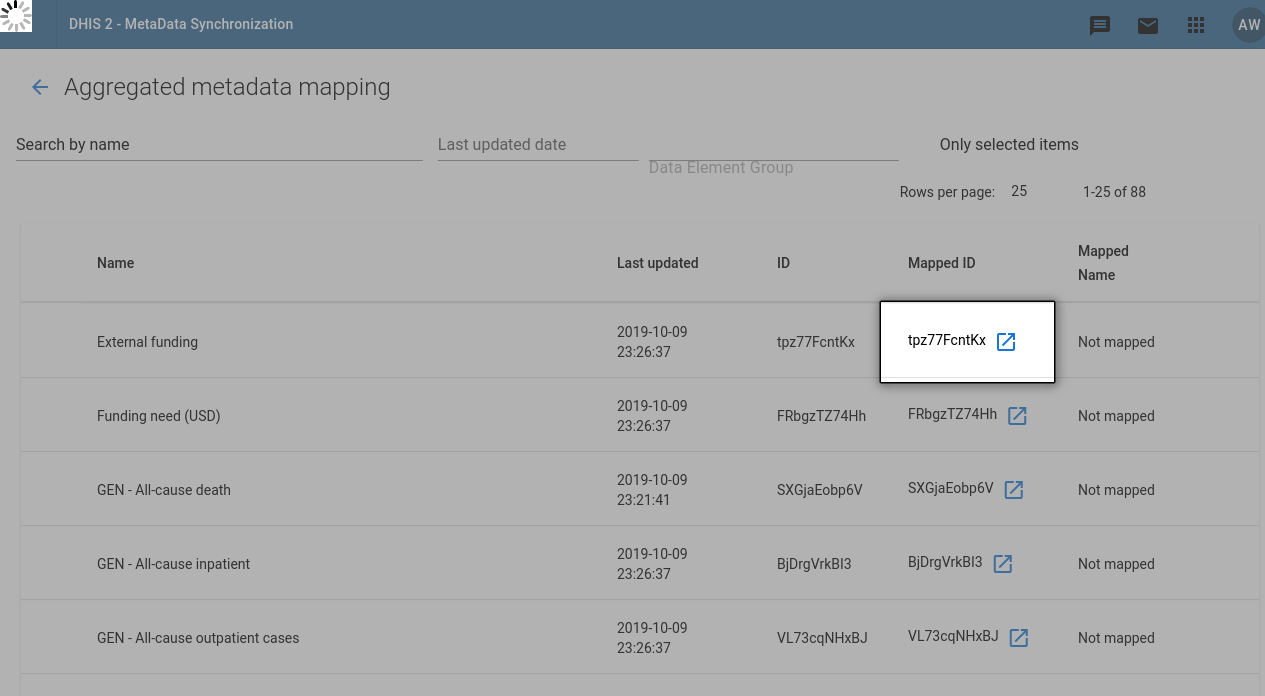 DHIS 2 - MetaData Synchronization
AW
Aggregated metadata mapping
Search by name
Last updated date
Data Element Group
Only selected items
Rows per page: 25 1-25 of 88
Name Last updated ID Mapped ID Mapped Name
External funding 2019-10-09 23:26:37 tpz77FcntKx tpz77FcntKx Not mapped
Funding need (USD) 2019-10-09 23:26:37 FRbgzTZ74Hh FRbgzTZ74Hh Not mapped
GEN - All-cause death 2019-10-09 23:21:41 SXGjaEobp6V SXGjaEobp6V Not mapped
GEN - All-cause inpatient 2019-10-09 23:26:37 BjDrgVrkBI3 BjDrgVrkBI3 Not mapped
GEN - All-cause outpatient cases 2019-10-09 23:26:37 VL73cqNHxBJ VL73cqNHxBJ Not mapped